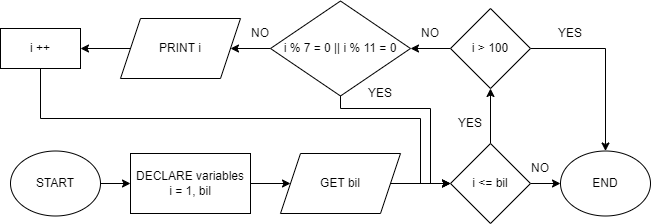 NO
NO
YES
i ++
PRINT i
i % 7 = 0 || i % 11 = 0
i > 100
YES
YES
START
DECLARE variables
i = 1, bil
GET bil
i <= bil
NO
END